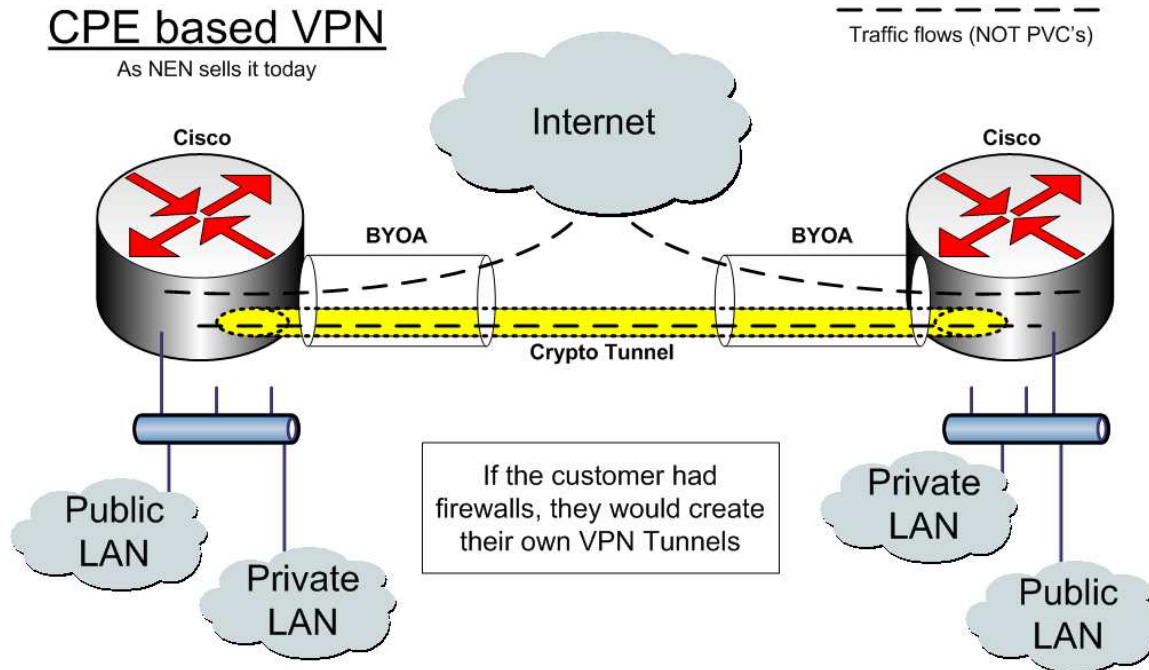 CPE based VPN
As NEN sells it today
Traffic flows (NOT PVC's)
Internet
Cisco
Cisco
BYOA
BYOA
Crypto Tunnel
If the customer had
firewalls, they would create
their own VPN Tunnels
Public
LAN
Private
LAN
Private
LAN
Public
LAN